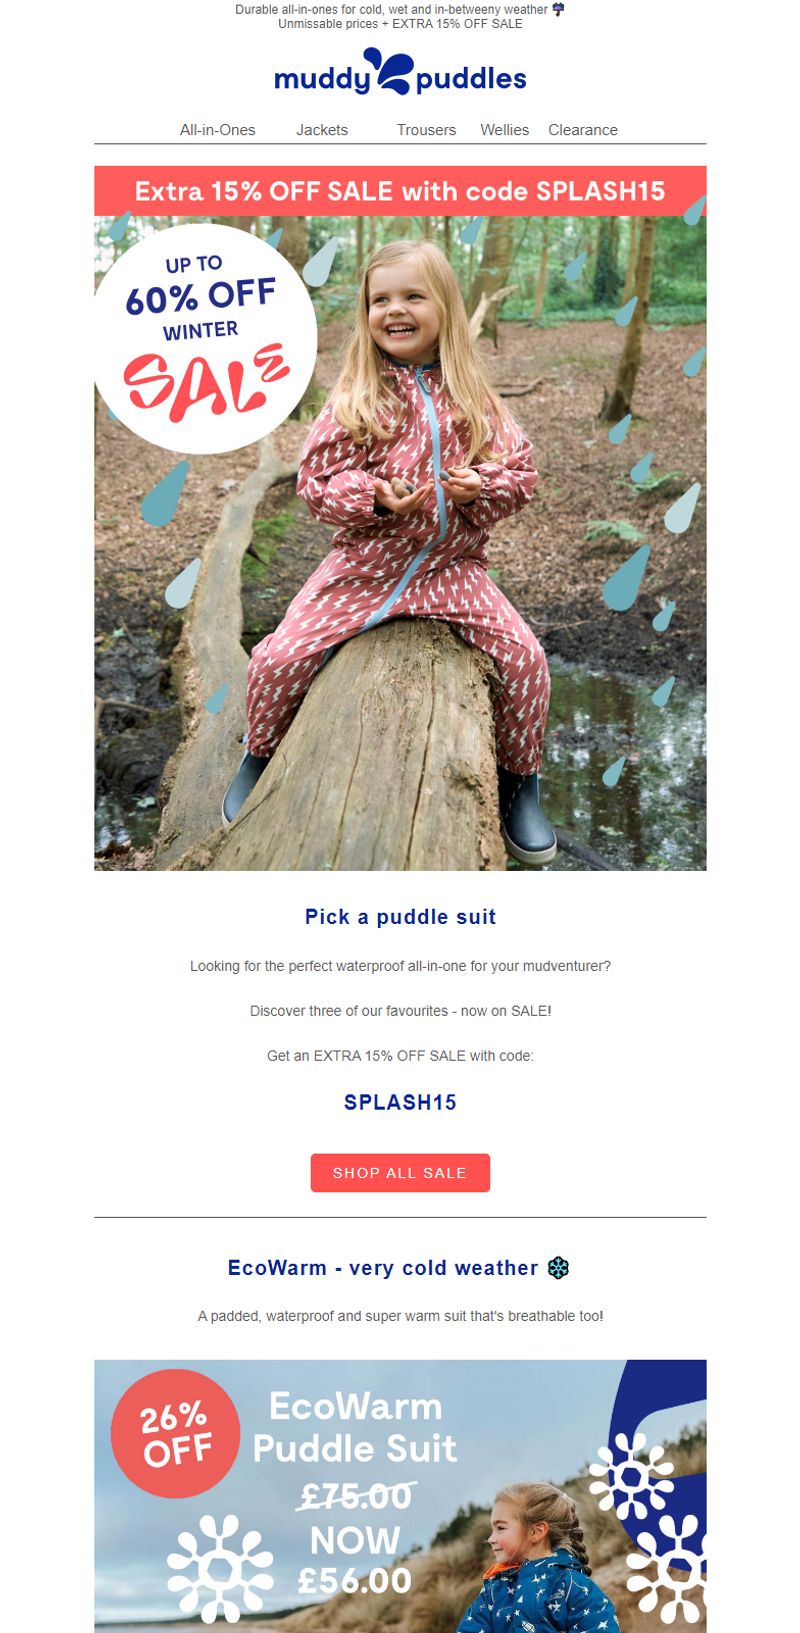 Durable all-in-ones for cold, wet and in-betweeny weather ☔
Unmissable prices + EXTRA 15% OFF SALE
muddy puddles
All-in-Ones Jackets Trousers Wellies Clearance
Extra 15% OFF SALE with code SPLASH15
UP TO
60% OFF
WINTER
SALE
Pick a puddle suit
Looking for the perfect waterproof all-in-one for your mudventurer?
Discover three of our favourites - now on SALE!
Get an EXTRA 15% OFF SALE with code:
SPLASH15
SHOP ALL SALE
EcoWarm - very cold weather ❄
A padded, waterproof and super warm suit that's breathable too!
26%
OFF
EcoWarm
Puddle Suit
£75.00
NOW
£56.00